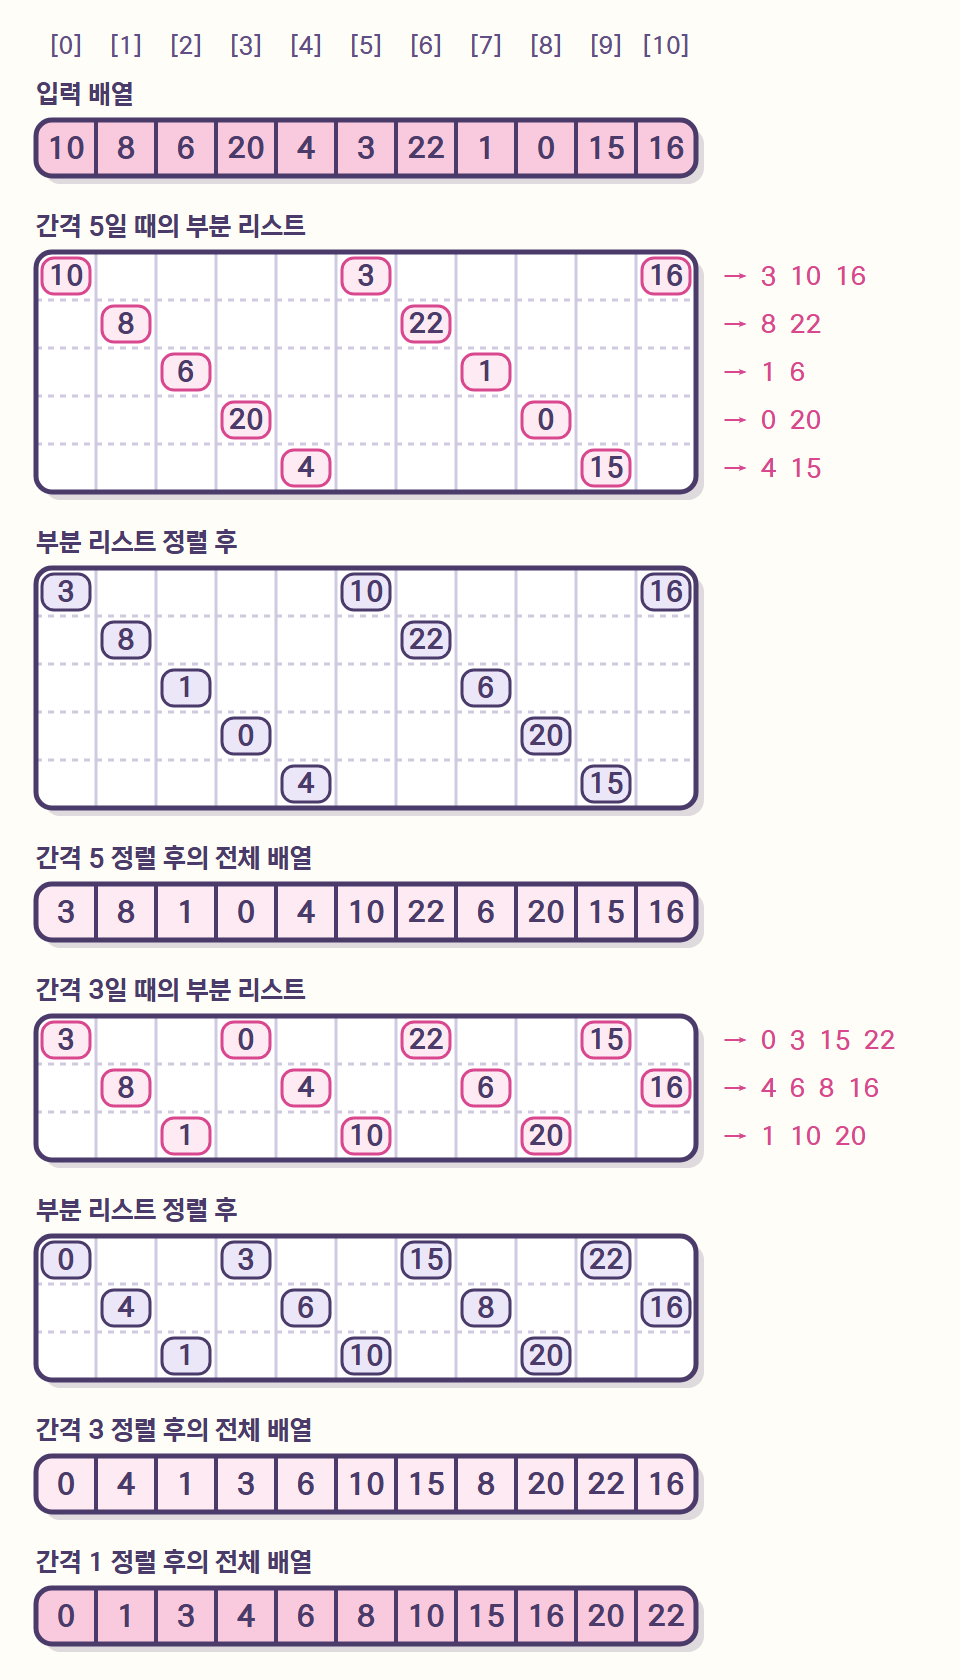 [0] [1] [2] [3] [4] [5] [6] [7] [8] [9] [10]
입력 배열
10 8 6 20 4 3 22 1 0 15 16
간격 5일 때의 부분 리스트
10 3 16 → 3 10 16
8 22 → 8 22
6 1 → 1 6
20 0 → 0 20
4 15 → 4 15
부분 리스트 정렬 후
3 10 16
8 22
1 6
0 20
4 15
간격 5 정렬 후의 전체 배열
3 8 1 0 4 10 22 6 20 15 16
간격 3일 때의 부분 리스트
3 0 22 15 → 0 3 15 22
8 4 6 16 → 4 6 8 16
1 10 20 → 1 10 20
부분 리스트 정렬 후
0 3 15 22
4 6 8 16
1 10 20
간격 3 정렬 후의 전체 배열
0 4 1 3 6 10 15 8 20 22 16
간격 1 정렬 후의 전체 배열
0 1 3 4 6 8 10 15 16 20 22